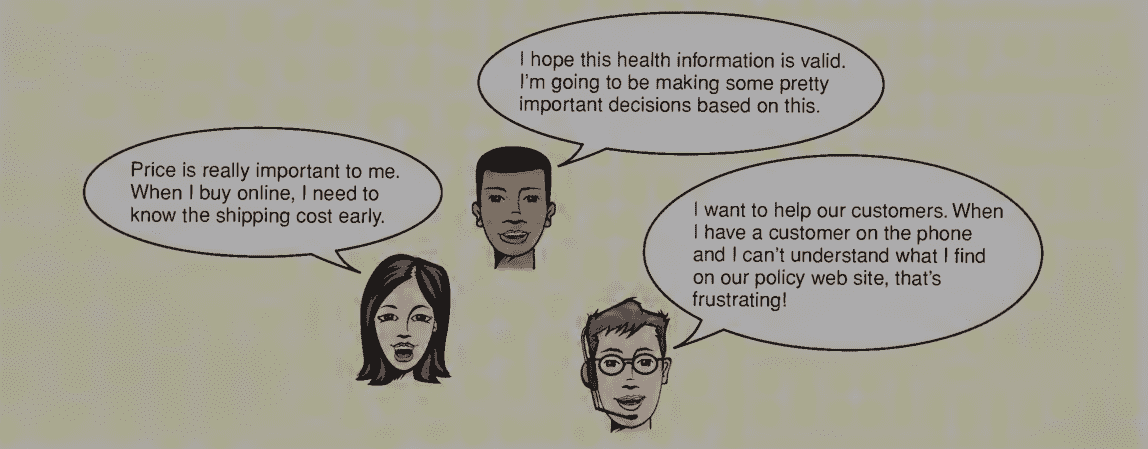 I hope this health information is valid.
I'm going to be making some pretty
important decisions based on this.
Price is really important to me.
When I buy online, I need to
know the shipping cost early.
I want to help our customers. When
I have a customer on the phone
and I can't understand what I find
on our policy web site, that's
frustrating!